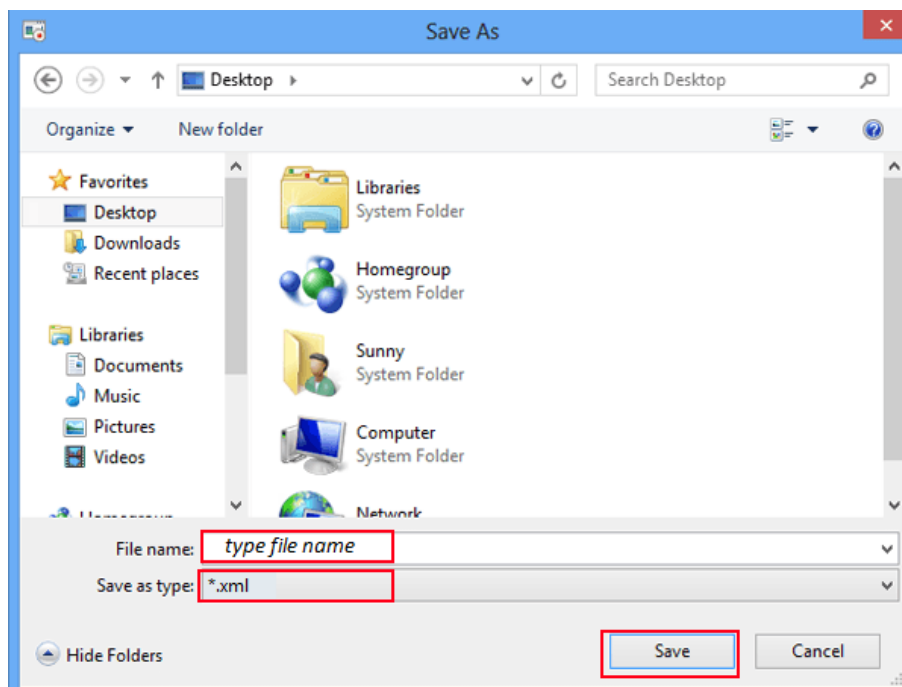 Save As
Desktop
Search Desktop
Organize
New folder
Favorites
Desktop
Downloads
Recent places
Libraries
Documents
Music
Pictures
Videos
Homegroup
Libraries
System Folder
Homegroup
System Folder
Sunny
System Folder
Computer
System Folder
Network
File name: type file name
Save as type: *.xml
Hide Folders
Save
Cancel